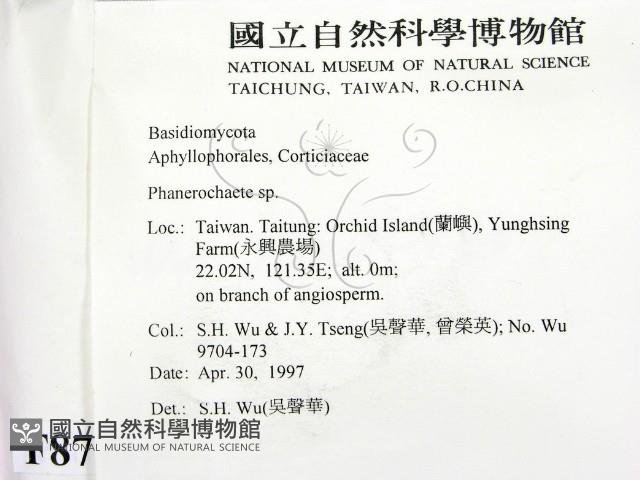 國立自然科學博物館
NATIONAL MUSEUM OF NATURAL SCIENCE
TAICHUNG, TAIWAN, R.O.CHINA
Basidiomycota
Aphyllophorales, Corticiaceae
Phanerochaete sp.
Loc.: Taiwan. Taitung: Orchid Island(蘭嶼), Yunghsing
Farm(永興農場)
22.02N, 121.35E; alt. 0m;
on branch of angiosperm.
Col.: S.H. Wu & J.Y. Tseng(吳聲華, 曾榮英); No. Wu
9704-173
Date: Apr. 30, 1997
Det.: S.H. Wu(吳聲華)
國立自然科學博物館
NATIONAL MUSEUM OF NATURAL SCIENCE
F87